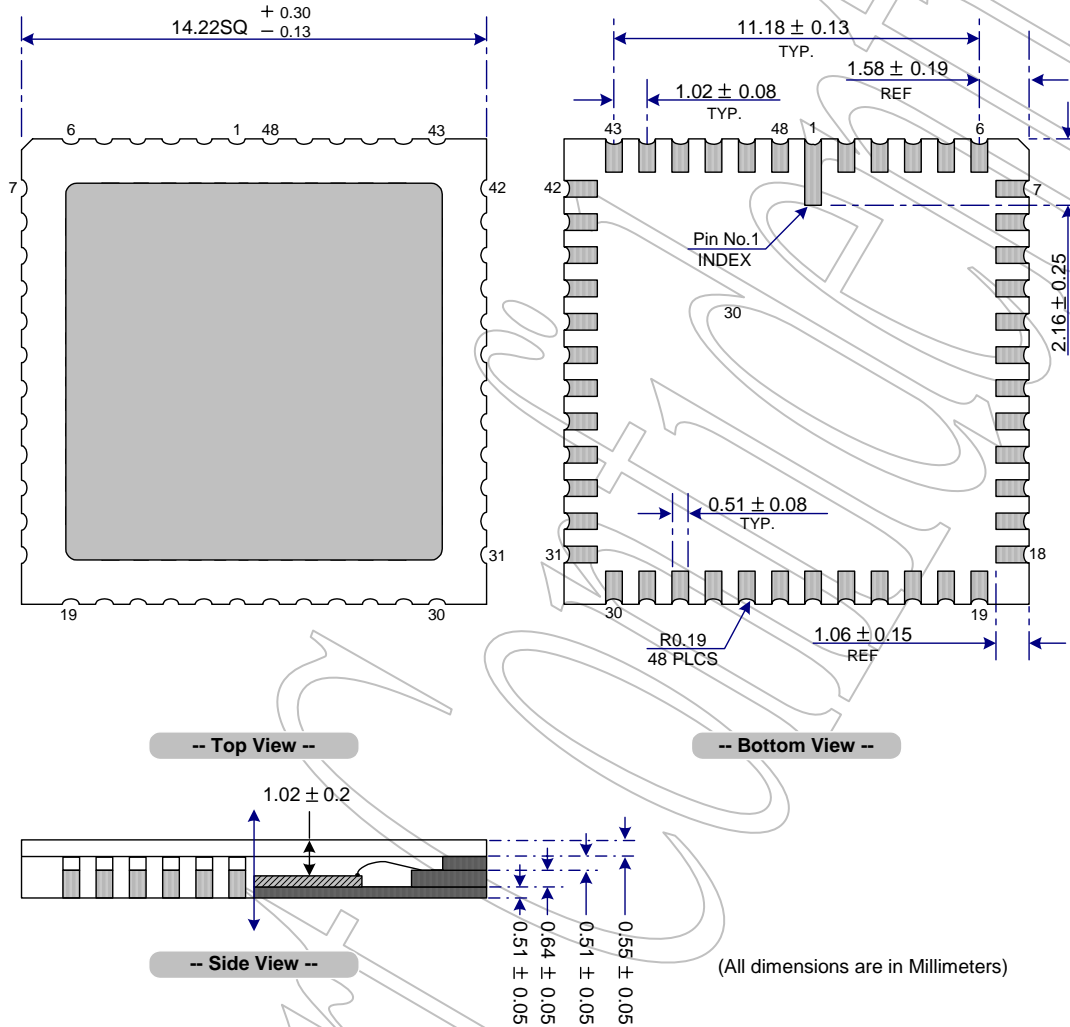 14.22SQ + 0.30
− 0.13
6 1 48 43
7 42
31
19 30
-- Top View --
11.18 ± 0.13
TYP.
1.58 ± 0.19
REF
1.02 ± 0.08
TYP.
43 48 1 6
42 7
Pin No.1
INDEX
2.16 ± 0.25
30
0.51 ± 0.08
TYP.
31 18
30 19
R0.19
48 PLCS
1.06 ± 0.15
REF
-- Bottom View --
1.02 ± 0.2
0.51 ± 0.05
0.64 ± 0.05
0.51 ± 0.05
0.55 ± 0.05
-- Side View --
(All dimensions are in Millimeters)